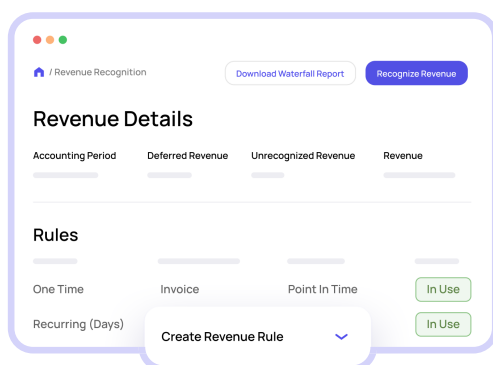 / Revenue Recognition
Download Waterfall Report
Recognize Revenue
Revenue Details
Accounting Period Deferred Revenue Unrecognized Revenue Revenue
Rules
One Time Invoice Point In Time In Use
Recurring (Days) In Use
Create Revenue Rule